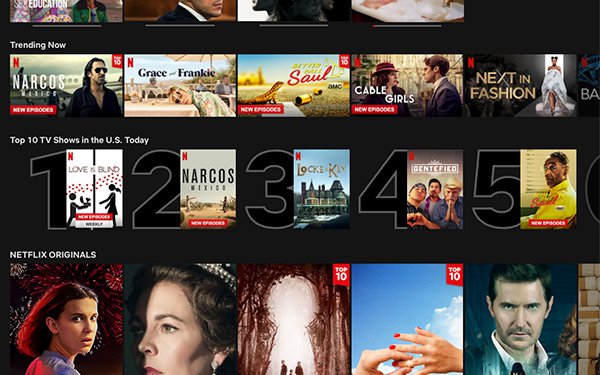 SEX EDUCATION
Trending Now
N
TOP 10
NARCOS
MEXICO
NEW EPISODES
N
Grace and Frankie
N
TOP 10
BETTER
CALL
Saul
NEW EPISODES
amc
N
CABLE
GIRLS
NEW EPISODES
N
NEXT IN
FASHION
N
BA
Top 10 TV Shows in the U.S. Today
1
N
LOVE IS BLIND
NEW EPISODES
WEEKLY
2
N
NARCOS
MEXICO
NEW EPISODES
3
N
LOCKE & KEY
4
N
GENTEFIED
5
Saul
NEW EPISODES
NETFLIX ORIGINALS
TOP
10
TOP
10